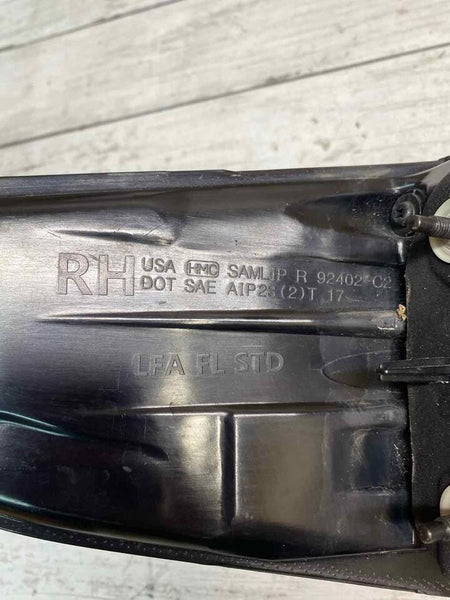 RH USA HMC SAMLIP R 92402-C2
DOT SAE AIP2S(2)T 17
LFA FL STD